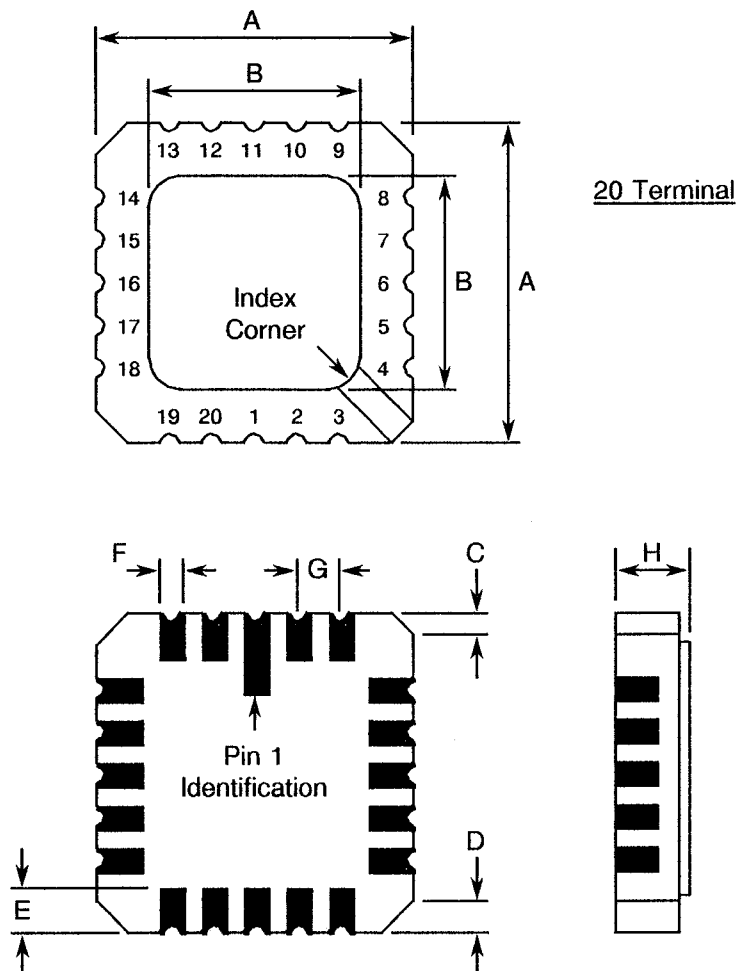 A
B
13 12 11 10 9
14
15
16
17
18
8
7
6
5
4
Index
Corner
B
A
20 Terminal
19 20 1 2 3
F
G
C
H
Pin 1
Identification
D
E